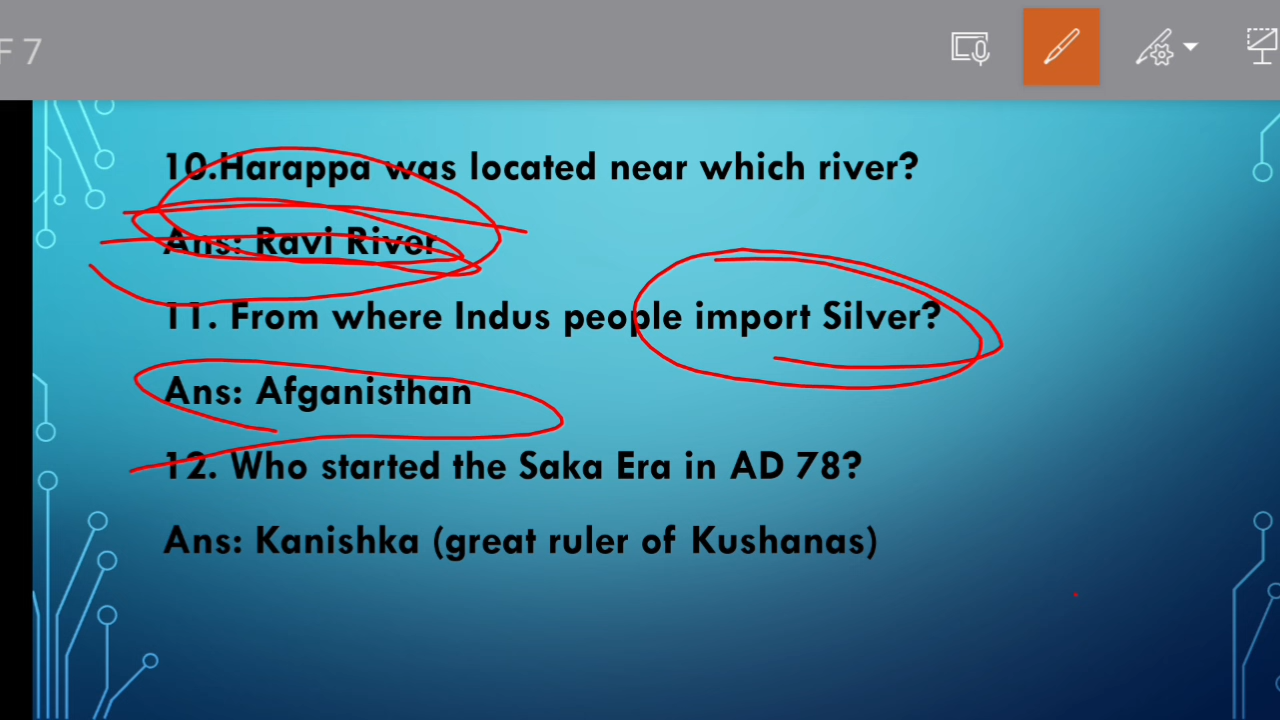 F 7
10.Harappa was located near which river?
Ans: Ravi River
11. From where Indus people import Silver?
Ans: Afganisthan
12. Who started the Saka Era in AD 78?
Ans: Kanishka (great ruler of Kushanas)